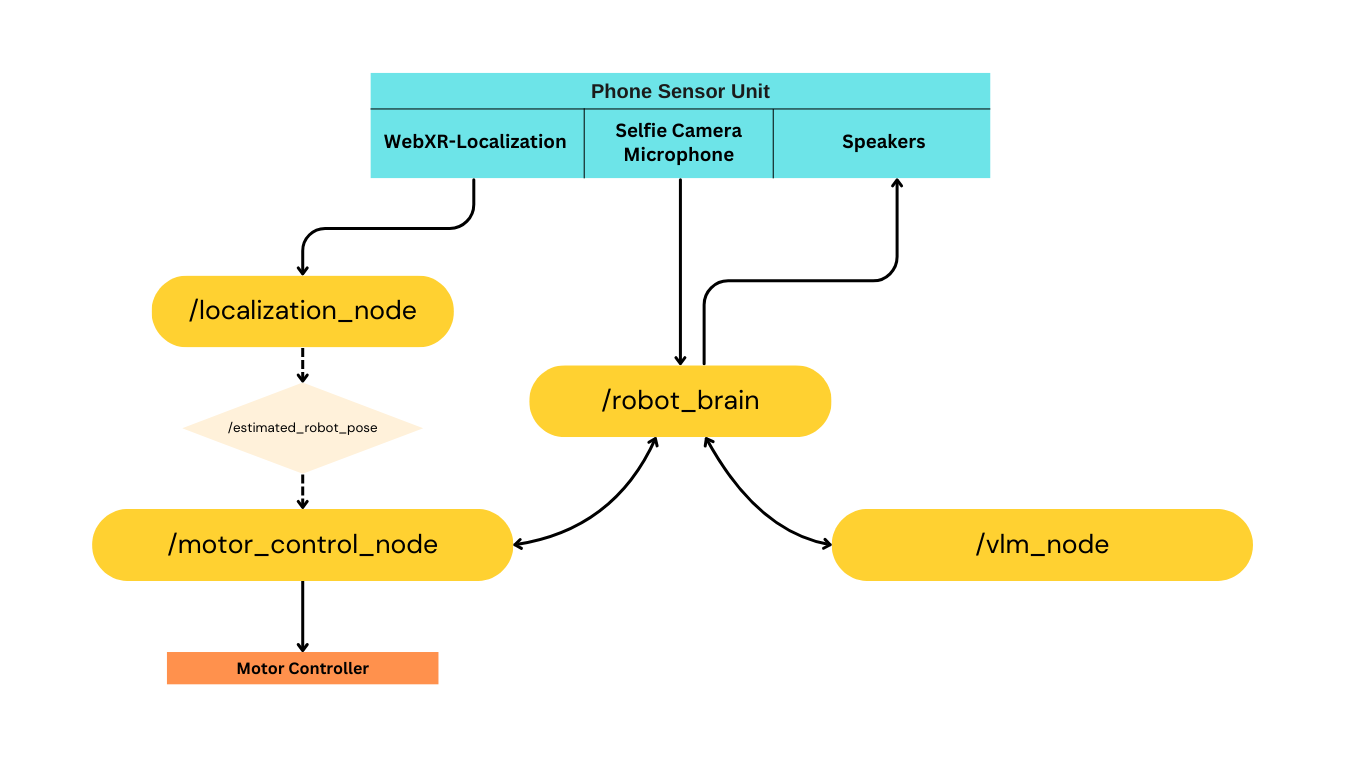 Phone Sensor Unit
WebXR-Localization
Selfie Camera
Microphone
Speakers
/localization_node
/robot_brain
/estimated_robot_pose
/motor_control_node
/vlm_node
Motor Controller